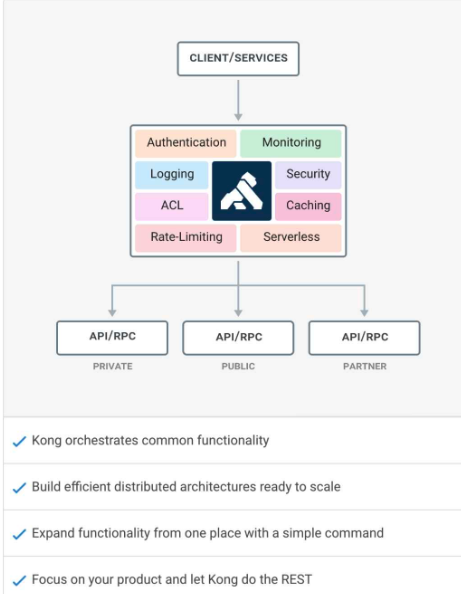 CLIENT/SERVICES
Authentication Monitoring
Logging Security
ACL Caching
Rate-Limiting Serverless
API/RPC API/RPC API/RPC
PRIVATE PUBLIC PARTNER
Kong orchestrates common functionality
Build efficient distributed architectures ready to scale
Expand functionality from one place with a simple command
Focus on your product and let Kong do the REST